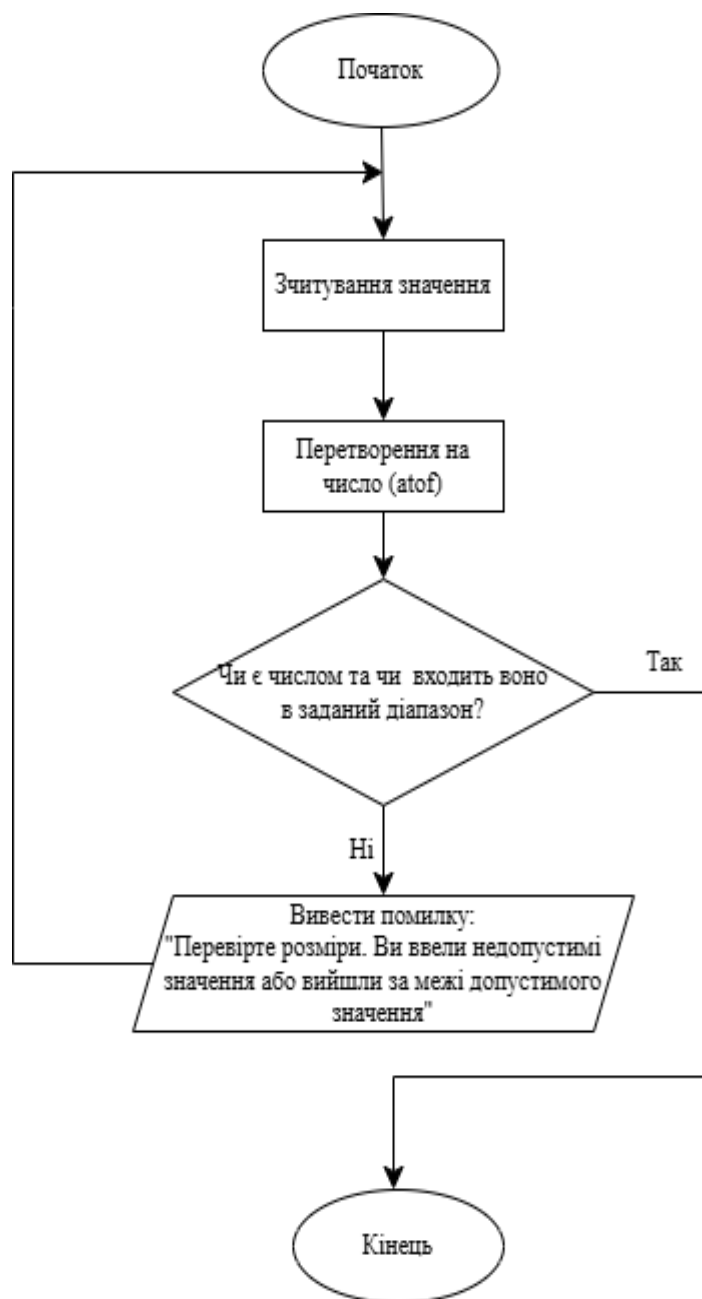 Початок
Зчитування значення
Перетворення на
число (atof)
Чи є числом та чи входить воно
в заданий діапазон?
Так
Ні
Вивести помилку:
"Перевірте розміри. Ви ввели недопустимі
значення або вийшли за межі допустимого
значення"
Кінець